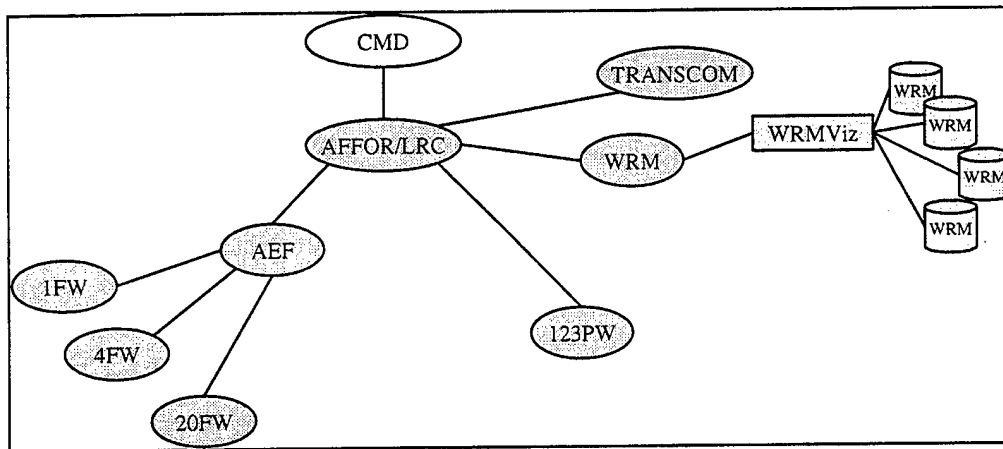 CMD
TRANSCOM
WRM
WRM
AFFOR/LRC
WRMViz
WRM
WRM
WRM
AEF
1FW
123PW
4FW
20FW